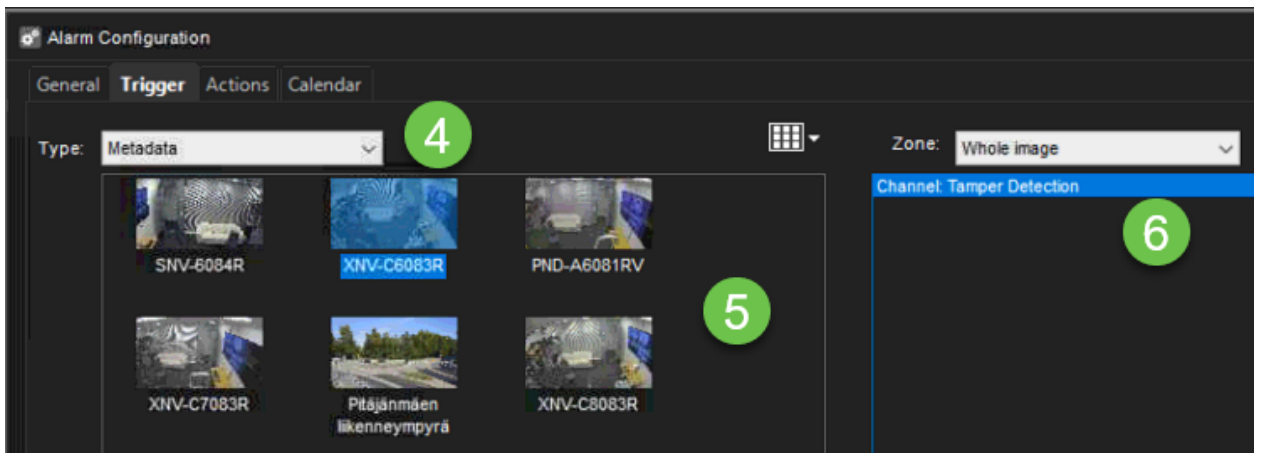 Alarm Configuration
General Trigger Actions Calendar
Type: Metadata 4 Zone: Whole image
Channel: Tamper Detection
6
SNV-6084R XNV-C6083R PND-A6081RV
5
XNV-C7083R Pitäjänmäen liikenneympyrä XNV-C8083R